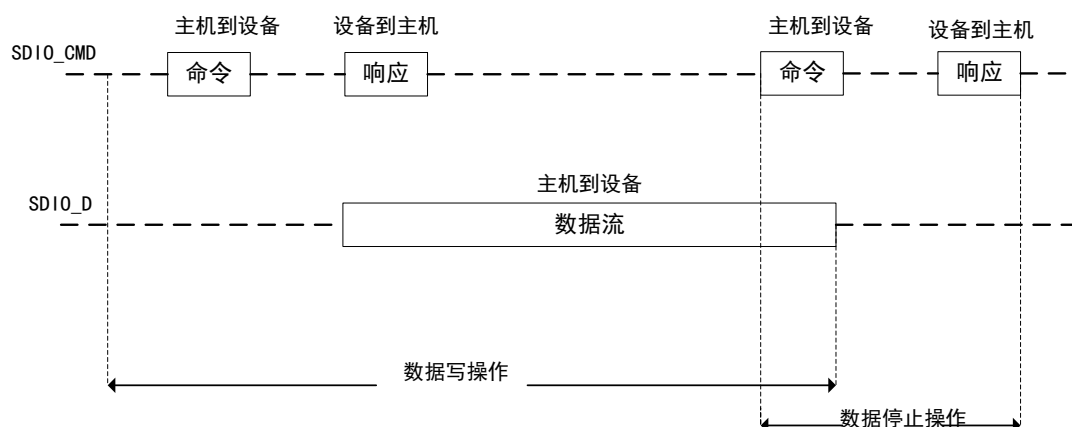 主机到设备 设备到主机 主机到设备 设备到主机
SDIO_CMD 命令 响应 命令 响应
主机到设备
SDIO_D 数据流
数据写操作
数据停止操作